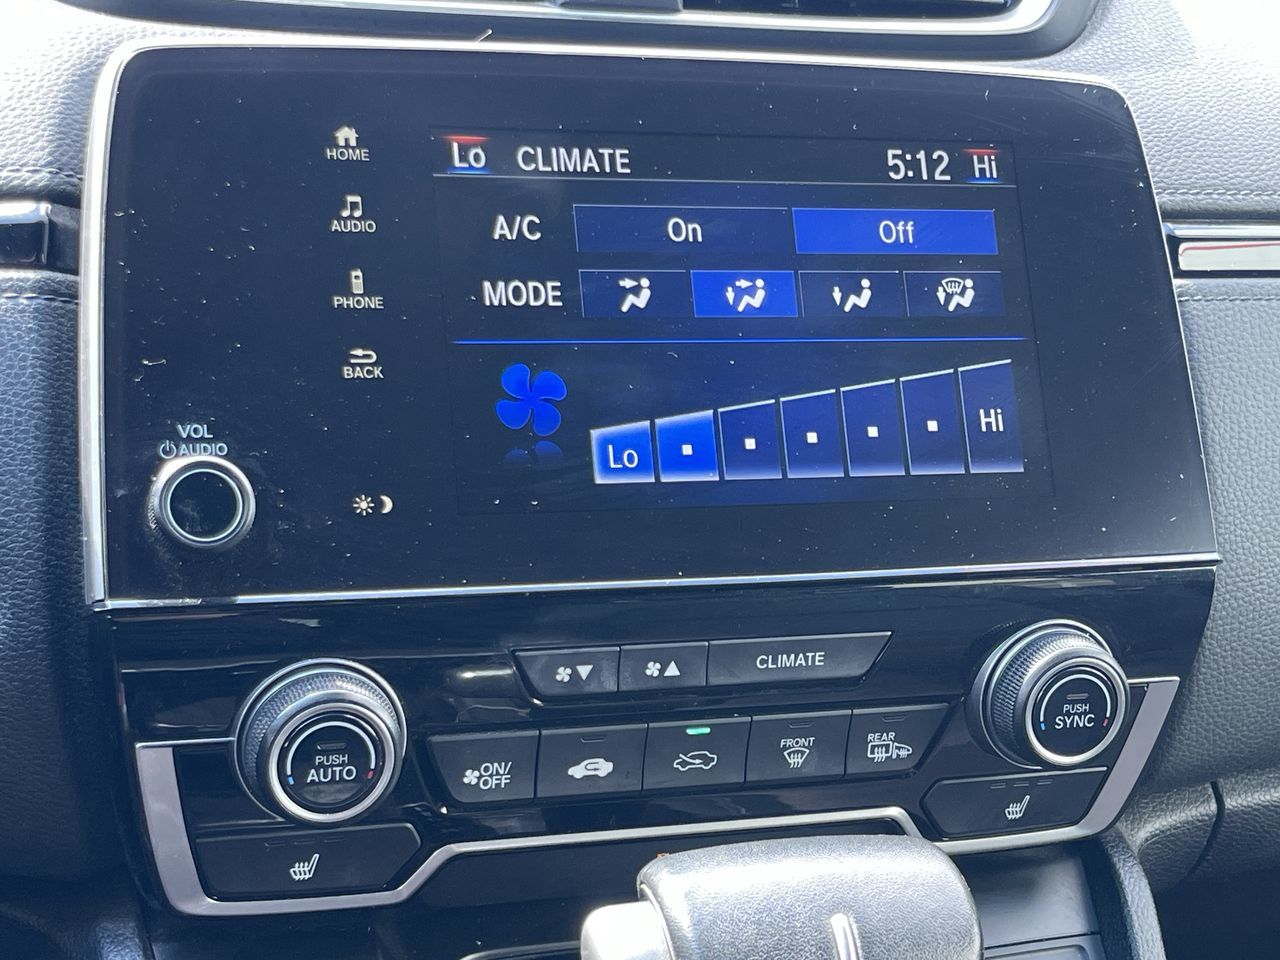 HOME
Lo CLIMATE 5:12 Hi
AUDIO
A/C On Off
PHONE
MODE
BACK
Lo Hi
VOL
AUDIO
CLIMATE
PUSH
AUTO
ON/
OFF
FRONT
REAR
PUSH
SYNC